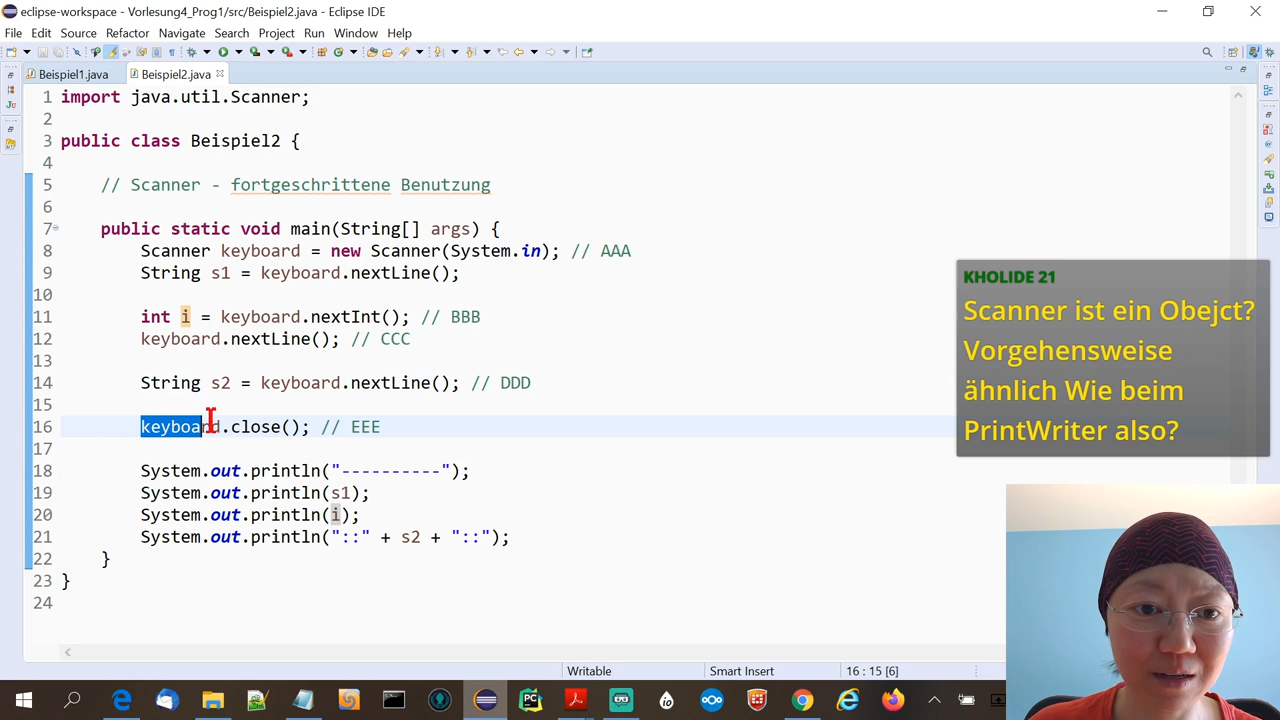 eclipse-workspace - Vorlesung4_Prog1/src/Beispiel2.java - Eclipse IDE
File Edit Source Refactor Navigate Search Project Run Window Help
Beispiel1.java Beispiel2.java
1 import java.util.Scanner;
2
3 public class Beispiel2 {
4
5 // Scanner - fortgeschrittene Benutzung
6
7 public static void main(String[] args) {
8 Scanner keyboard = new Scanner(System.in); // AAA
9 String s1 = keyboard.nextLine();
10
11 int i = keyboard.nextInt(); // BBB
12 keyboard.nextLine(); // CCC
13
14 String s2 = keyboard.nextLine(); // DDD
15
16 keyboard.close(); // EEE
17
18 System.out.println("----------");
19 System.out.println(s1);
20 System.out.println(i);
21 System.out.println("::" + s2 + "::");
22 }
23 }
24
KHOLIDE 21
Scanner ist ein Obejct?
Vorgehensweise
ähnlich Wie beim
PrintWriter also?
Writable Smart Insert 16 : 15 [6]